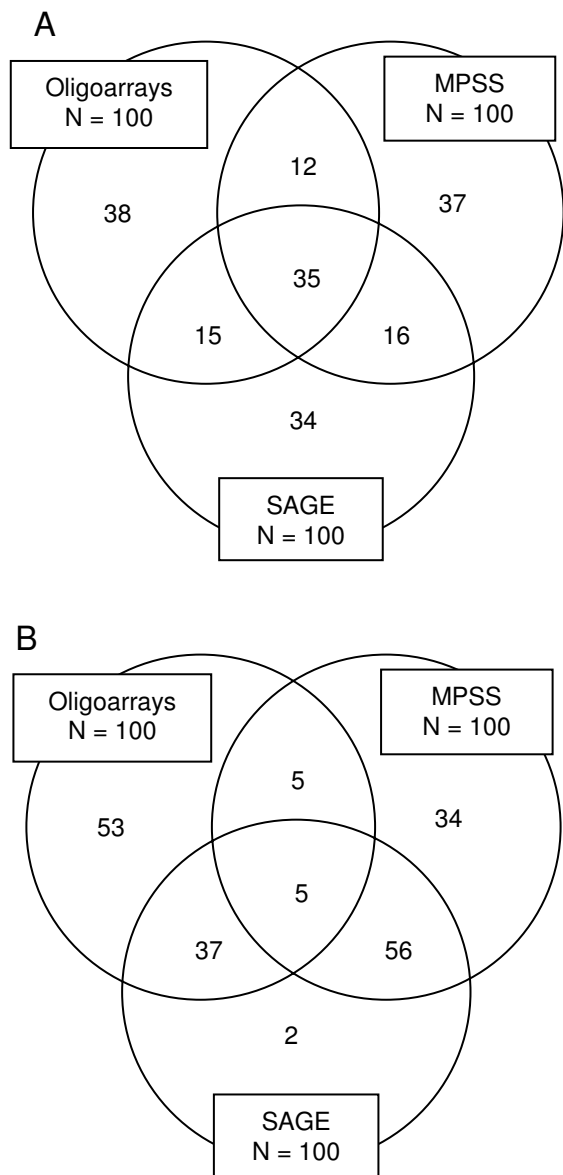 A
Oligoarrays
N = 100
MPSS
N = 100
12
38
37
35
15
16
34
SAGE
N = 100
B
Oligoarrays
N = 100
MPSS
N = 100
5
53
34
5
37
56
2
SAGE
N = 100